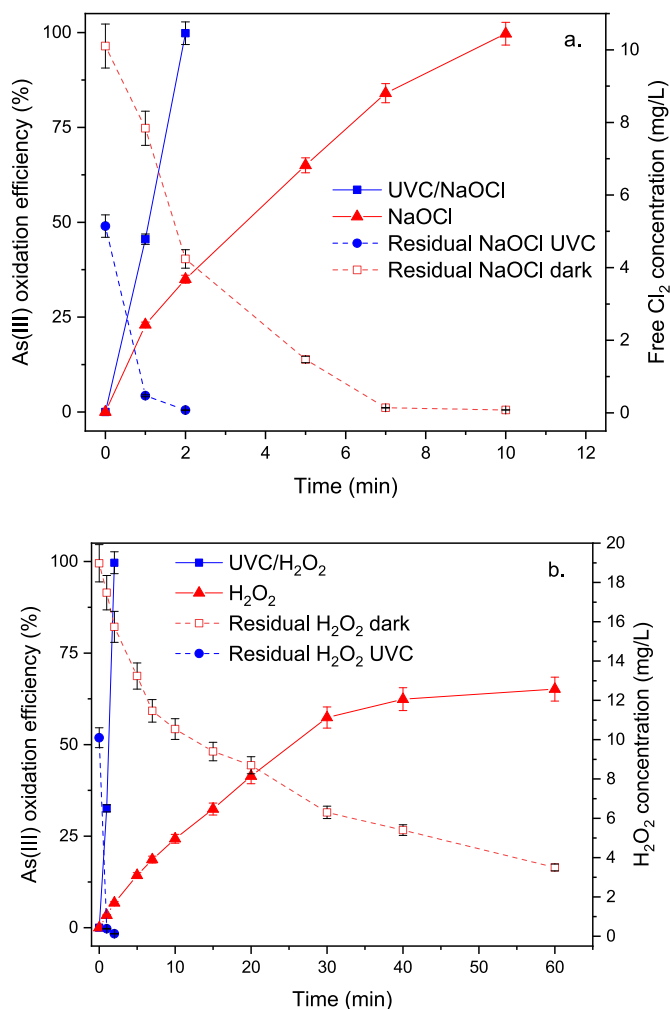 a.
As(III) oxidation efficiency (%)
100
75
50
25
0
Free Cl₂ concentration (mg/L)
10
8
6
4
2
0
UVC/NaOCl
NaOCl
Residual NaOCl UVC
Residual NaOCl dark
0 2 4 6 8 10 12
Time (min)
b.
As(III) oxidation efficiency (%)
100
75
50
25
0
H₂O₂ concentration (mg/L)
20
18
16
14
12
10
8
6
4
2
0
UVC/H₂O₂
H₂O₂
Residual H₂O₂ dark
Residual H₂O₂ UVC
0 10 20 30 40 50 60
Time (min)